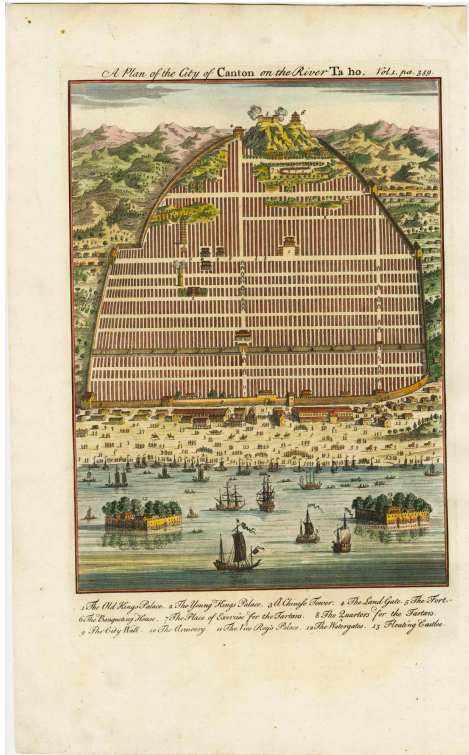 A Plan of the City of Canton on the River Ta ho. Vol.1. pa. 359.
1 The Old Kings Palace. 2 The Young Kings Palace. 3 A Chinese Tower. 4 The Land Gate. 5 The Fort.
6 The Banqueting House. 7 The Place of Exercise for the Tartars. 8 The Quarters for the Tartars.
9 The City Wall. 10 The Armoury. 11 The Vice Roy's Palace. 12 The Watergates. 13 Floating Castles.